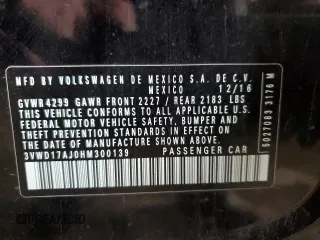 MFD BY VOLKSWAGEN DE MEXICO S.A. DE C.V.
MEXICO 12/16
GVWR 4299 GAWR FRONT 2227 / REAR 2183 LBS
THIS VEHICLE CONFORMS TO ALL APPLICABLE U.S.
FEDERAL MOTOR VEHICLE SAFETY, BUMPER AND
THEFT PREVENTION STANDARDS IN EFFECT ON THE
DATE OF MANUFACTURE SHOWN ABOVE.
3VWD17AJ0HM300139 PASSENGER CAR
5Q27083 3176 M